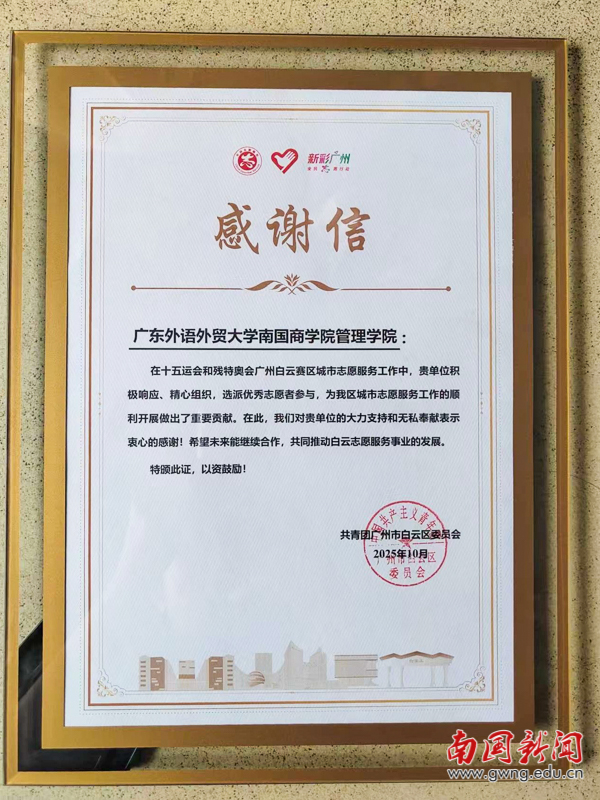 新彩广州
感谢信
广东外语外贸大学南国商学院管理学院：
在十五运会和残特奥会广州白云赛区城市志愿服务工作中，贵单位积
极响应、精心组织，选派优秀志愿者参与，为我区城市志愿服务工作的顺
利开展做出了重要贡献。在此，我们对贵单位的大力支持和无私奉献表示
衷心的感谢！希望未来能继续合作，共同推动白云志愿服务事业的发展。
特颁此证，以资鼓励！
共青团广州市白云区委员会
2025年10月
广州市白云区
委员会
南国新闻
www.gwng.edu.cn